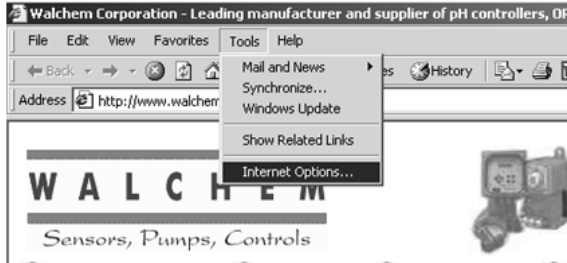 Walchem Corporation - Leading manufacturer and supplier of pH controllers,
File Edit View Favorites Tools Help
Back History
Address http://www.walchem
Mail and News
Synchronize...
Windows Update
Show Related Links
Internet Options...
WALCHEM
Sensors, Pumps, Controls